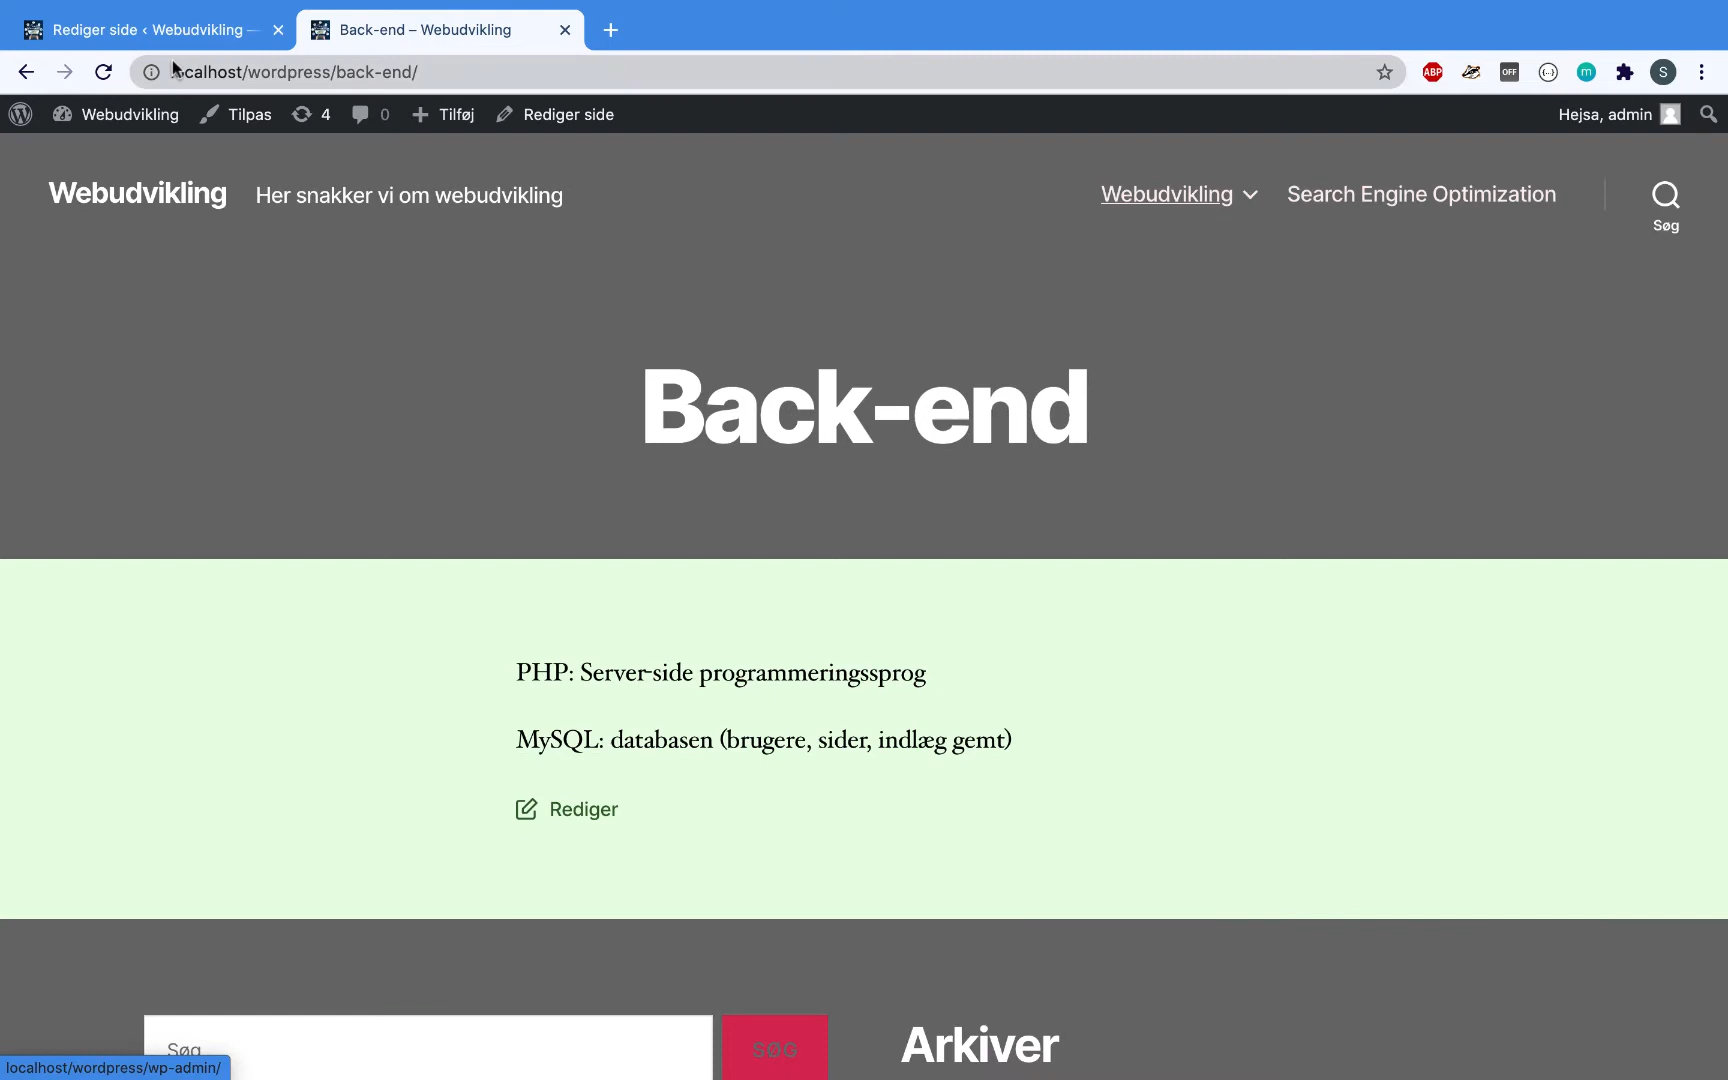 Rediger side ‹ Webudvikling —
Back-end – Webudvikling
localhost/wordpress/back-end/
ABP
OFF
m
S
Webudvikling
Tilpas
4
0
Tilføj
Rediger side
Hejsa, admin
Webudvikling
Her snakker vi om webudvikling
Webudvikling
Search Engine Optimization
Søg
Back-end
PHP: Server-side programmeringssprog
MySQL: databasen (brugere, sider, indlæg gemt)
Rediger
Søg
SØG
Arkiver
localhost/wordpress/wp-admin/